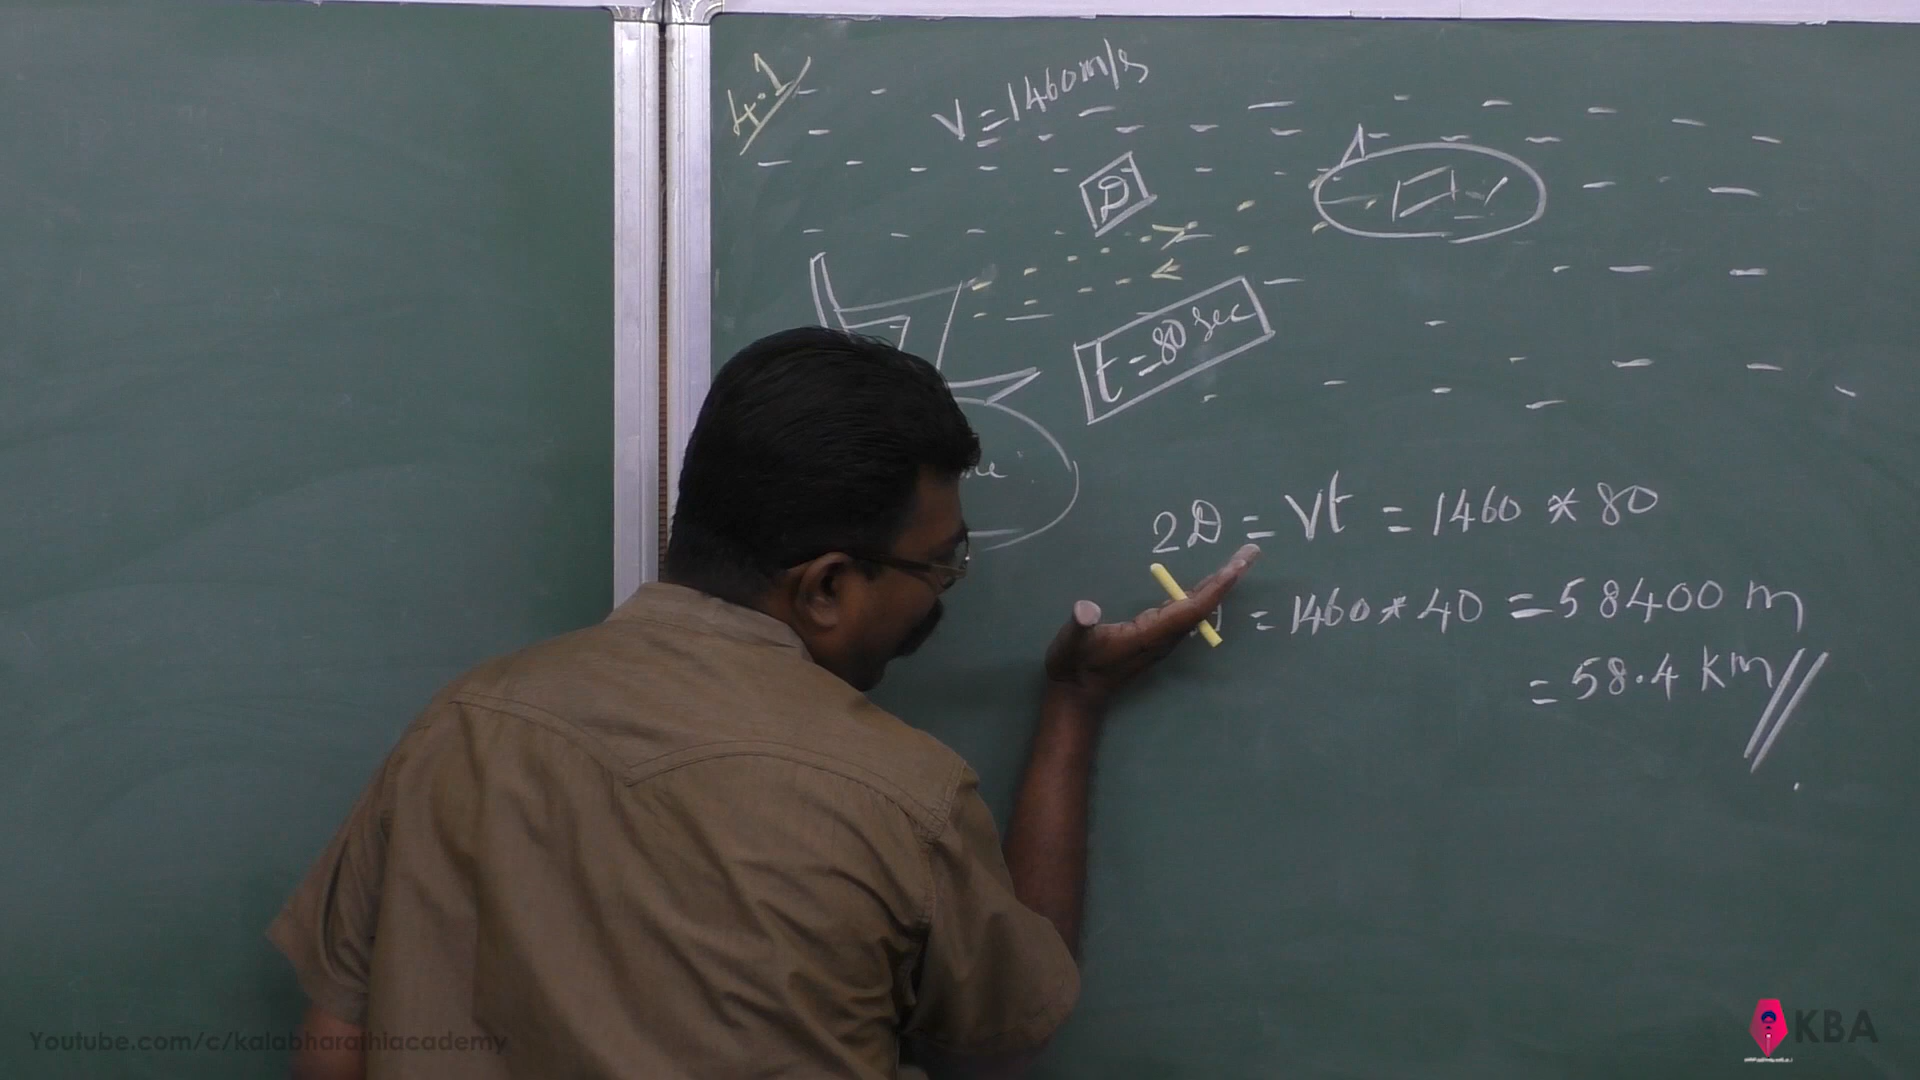 4.1
V = 1460 m/s
D
t = 80 sec
2D = Vt = 1460 * 80
= 1460 * 40 = 58400 m
= 58.4 km //
Youtube.com/c/kalabharathiacademy
KBA